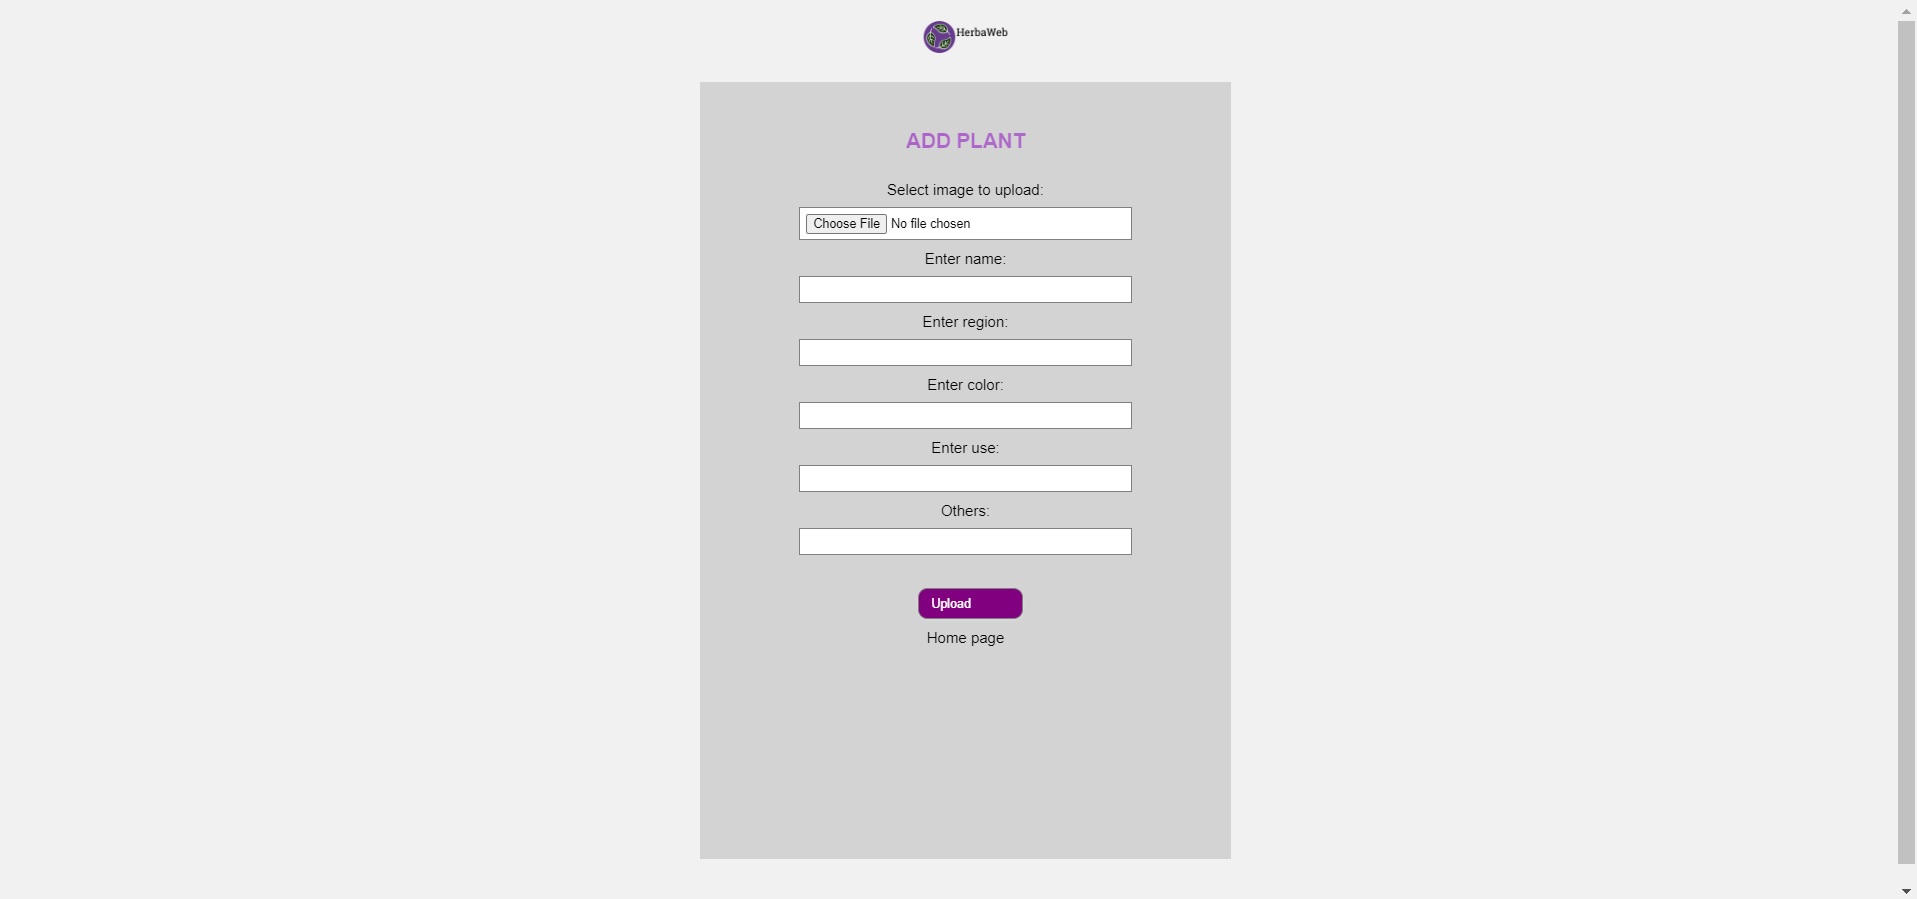 HerbaWeb
ADD PLANT
Select image to upload:
Choose File No file chosen
Enter name:
Enter region:
Enter color:
Enter use:
Others:
Upload
Home page